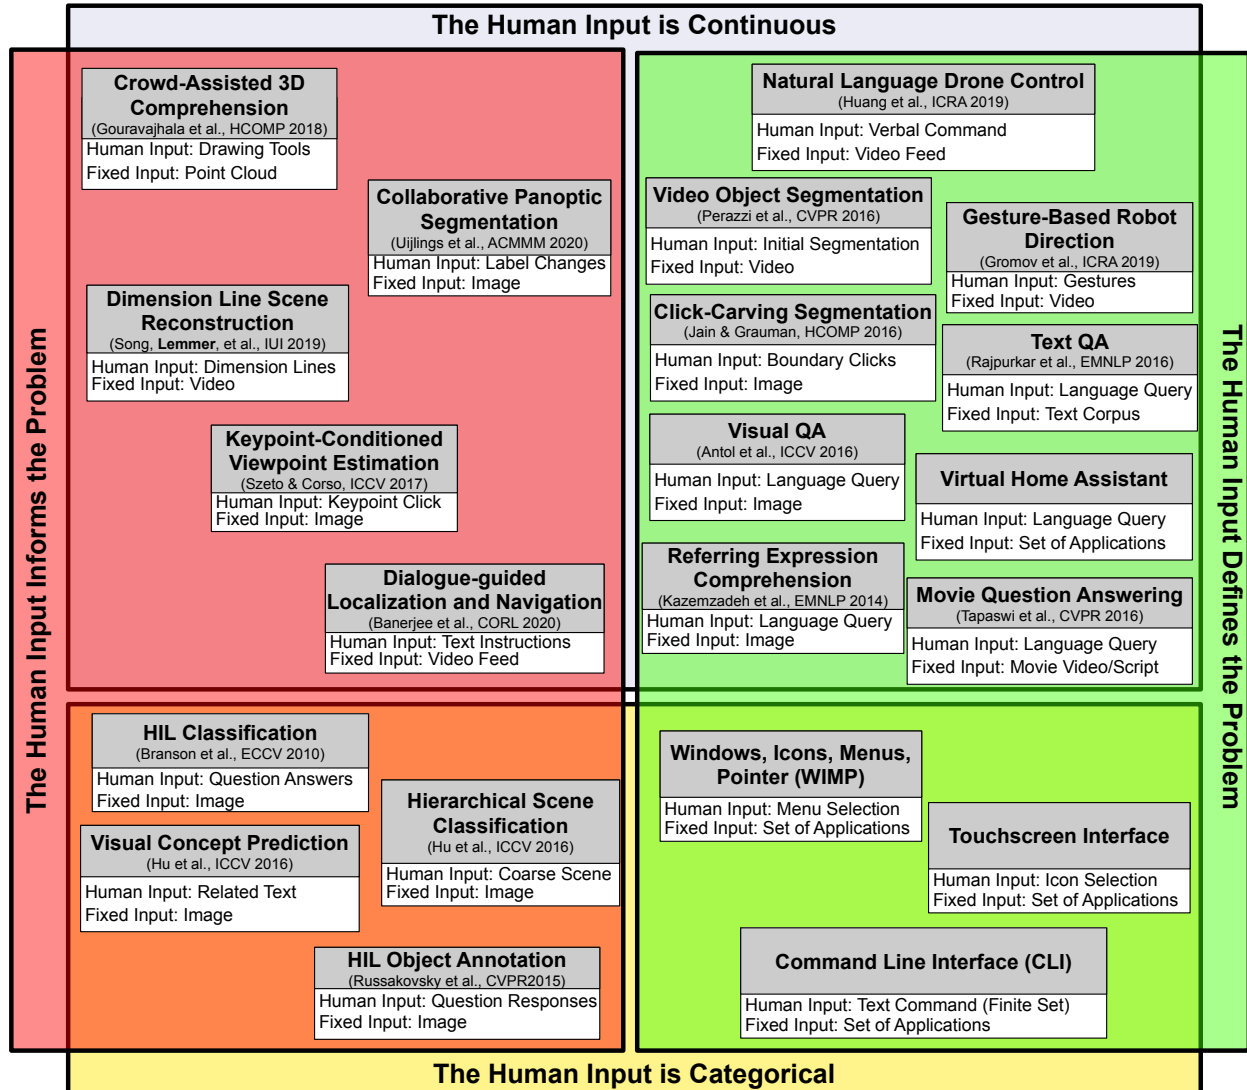 The Human Input is Continuous
The Human Input Informs the Problem
Crowd-Assisted 3D
Comprehension
(Gouravajhala et al., HCOMP 2018)
Human Input: Drawing Tools
Fixed Input: Point Cloud
Collaborative Panoptic
Segmentation
(Uijlings et al., ACMMM 2020)
Human Input: Label Changes
Fixed Input: Image
Dimension Line Scene
Reconstruction
(Song, Lemmer, et al., IUI 2019)
Human Input: Dimension Lines
Fixed Input: Video
Keypoint-Conditioned
Viewpoint Estimation
(Szeto & Corso, ICCV 2017)
Human Input: Keypoint Click
Fixed Input: Image
Dialogue-guided
Localization and Navigation
(Banerjee et al., CORL 2020)
Human Input: Text Instructions
Fixed Input: Video Feed
Natural Language Drone Control
(Huang et al., ICRA 2019)
Human Input: Verbal Command
Fixed Input: Video Feed
Video Object Segmentation
(Perazzi et al., CVPR 2016)
Human Input: Initial Segmentation
Fixed Input: Video
Gesture-Based Robot
Direction
(Gromov et al., ICRA 2019)
Human Input: Gestures
Fixed Input: Video
Click-Carving Segmentation
(Jain & Grauman, HCOMP 2016)
Human Input: Boundary Clicks
Fixed Input: Image
Text QA
(Rajpurkar et al., EMNLP 2016)
Human Input: Language Query
Fixed Input: Text Corpus
Visual QA
(Antol et al., ICCV 2016)
Human Input: Language Query
Fixed Input: Image
Virtual Home Assistant
Human Input: Language Query
Fixed Input: Set of Applications
Referring Expression
Comprehension
(Kazemzadeh et al., EMNLP 2014)
Human Input: Language Query
Fixed Input: Image
Movie Question Answering
(Tapaswi et al., CVPR 2016)
Human Input: Language Query
Fixed Input: Movie Video/Script
The Human Input Defines the Problem
HIL Classification
(Branson et al., ECCV 2010)
Human Input: Question Answers
Fixed Input: Image
Hierarchical Scene
Classification
(Hu et al., ICCV 2016)
Human Input: Coarse Scene
Fixed Input: Image
Visual Concept Prediction
(Hu et al., ICCV 2016)
Human Input: Related Text
Fixed Input: Image
HIL Object Annotation
(Russakovsky et al., CVPR2015)
Human Input: Question Responses
Fixed Input: Image
Windows, Icons, Menus,
Pointer (WIMP)
Human Input: Menu Selection
Fixed Input: Set of Applications
Touchscreen Interface
Human Input: Icon Selection
Fixed Input: Set of Applications
Command Line Interface (CLI)
Human Input: Text Command (Finite Set)
Fixed Input: Set of Applications
The Human Input is Categorical